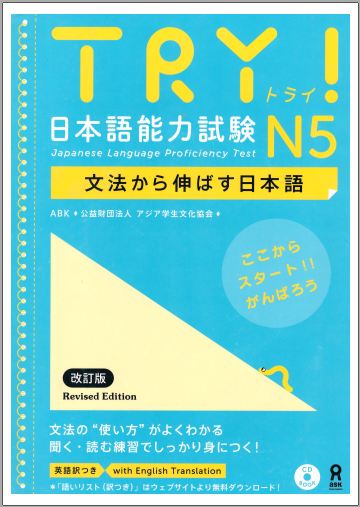 TRY!
トライ
日本語能力試験 N5
Japanese Language Proficiency Test
文法から伸ばす日本語
ABK ♦ 公益財団法人 アジア学生文化協会 ♦
ここから
スタート!!
がんばろう
改訂版
Revised Edition
文法の“使い方”がよくわかる
聞く・読む練習でしっかり身につく!
英語訳つき with English Translation
*「語いリスト(訳つき)」はウェブサイトより無料ダウンロード!
CD BOOK
ask